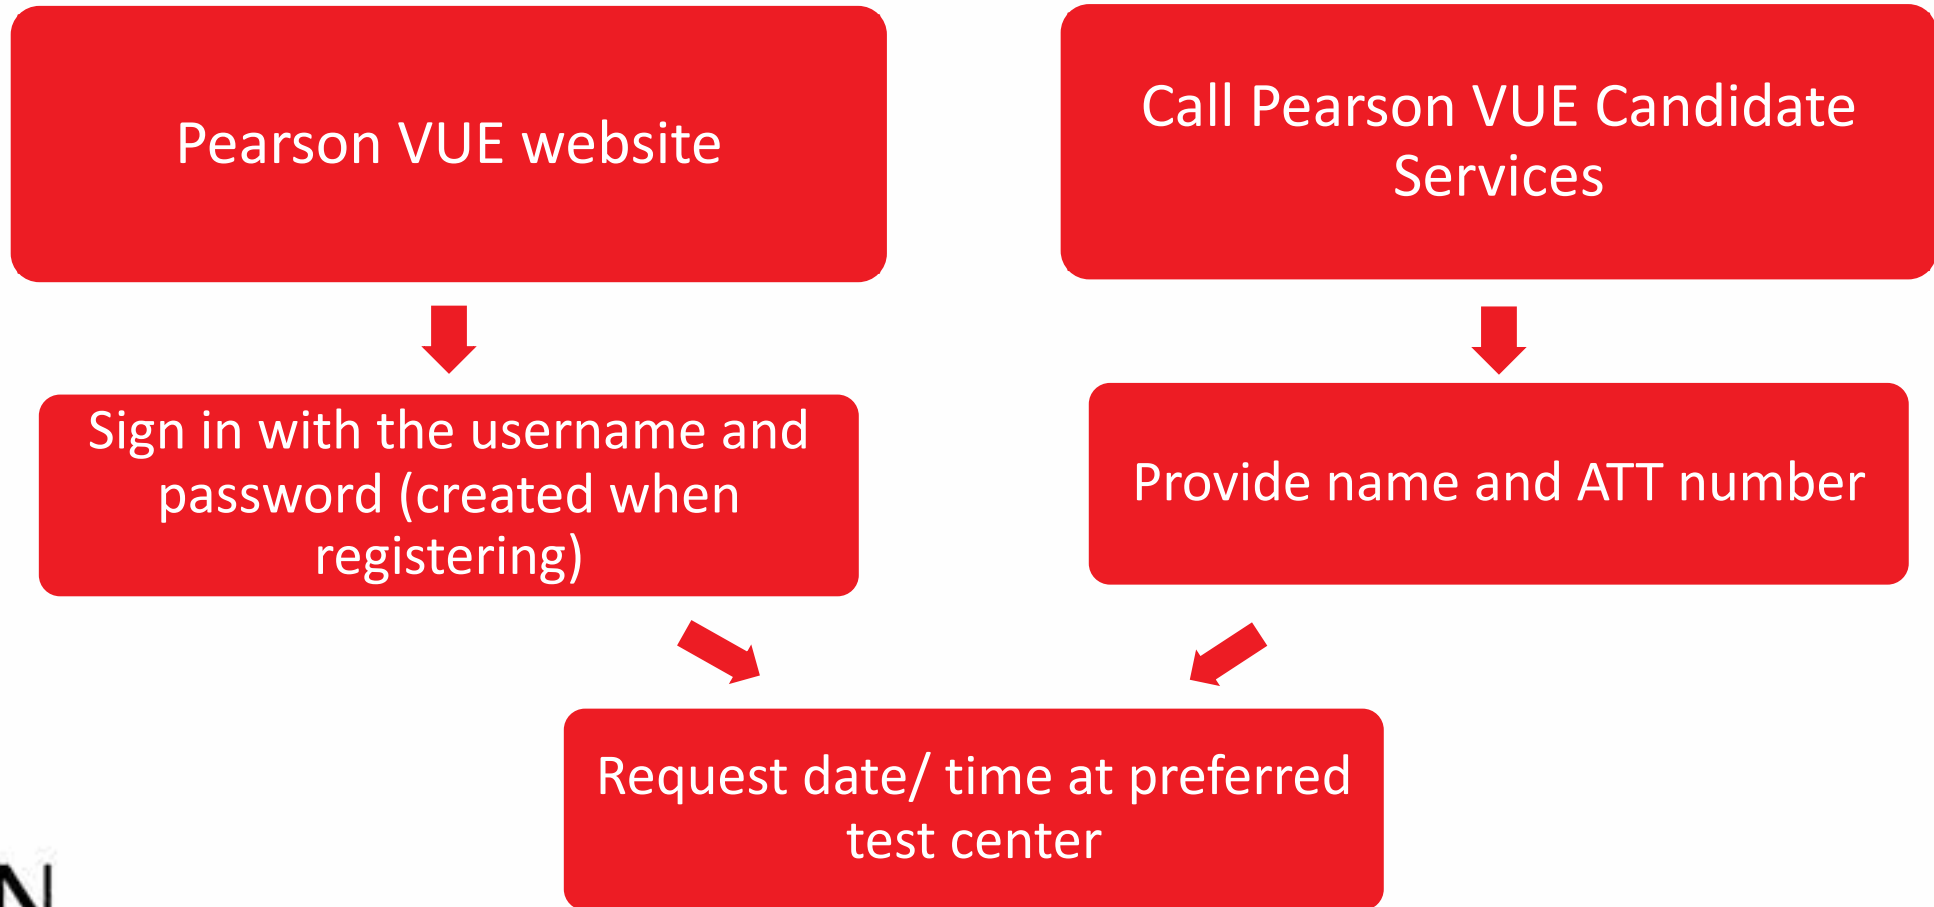 Pearson VUE website
Call Pearson VUE Candidate
Services
Sign in with the username and
password (created when
registering)
Provide name and ATT number
Request date/ time at preferred
test center
N